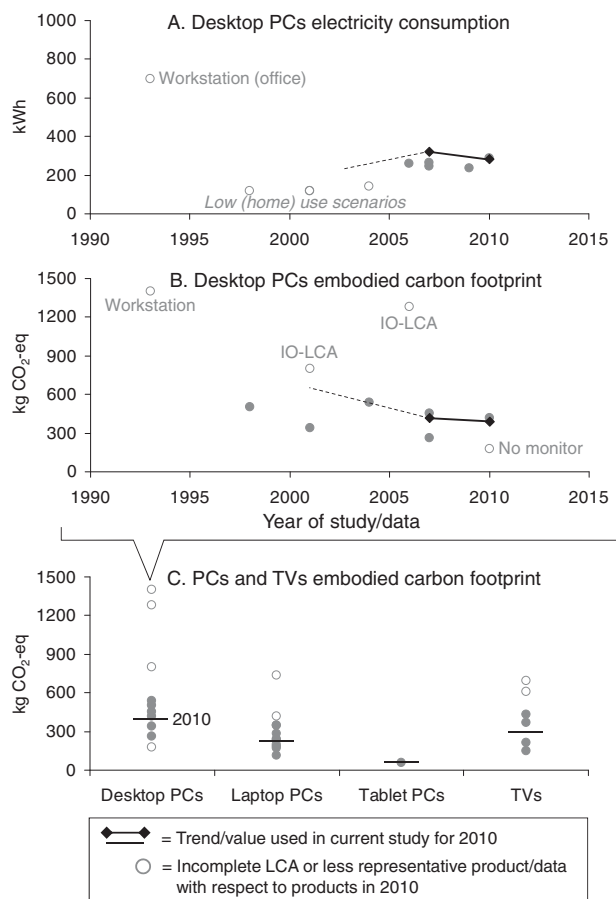 A. Desktop PCs electricity consumption
1000
800
600
400
200
0
kWh
Workstation (office)
Low (home) use scenarios
1990 1995 2000 2005 2010 2015
B. Desktop PCs embodied carbon footprint
1500
1200
900
600
300
0
kg CO₂-eq
Workstation
IO-LCA
IO-LCA
No monitor
1990 1995 2000 2005 2010 2015
Year of study/data
C. PCs and TVs embodied carbon footprint
1500
1200
900
600
300
0
kg CO₂-eq
2010
Desktop PCs Laptop PCs Tablet PCs TVs
= Trend/value used in current study for 2010
= Incomplete LCA or less representative product/data
with respect to products in 2010